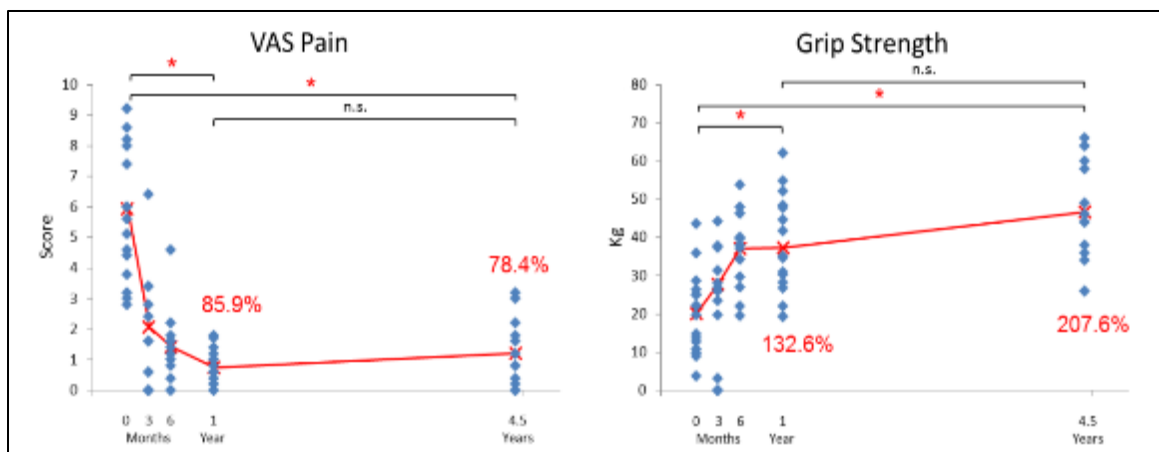 VAS Pain
*
*
n.s.
10
9
8
7
6
5
4
3
2
1
0
Score
85.9%
78.4%
0 3 6 1 4.5
Months Year Years
Grip Strength
n.s.
*
*
80
70
60
50
40
30
20
10
0
Kg
132.6%
207.6%
0 3 6 1 4.5
Months Year Years